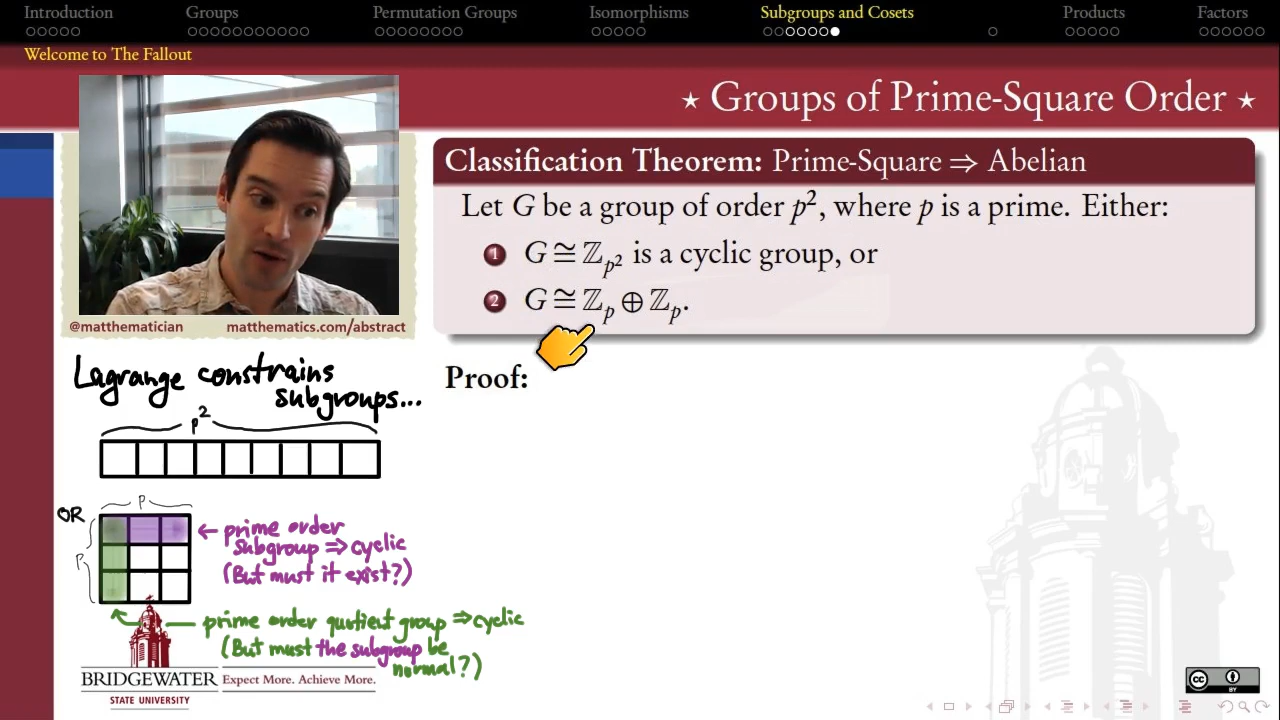 Introduction Groups Permutation Groups Isomorphisms Subgroups and Cosets Products Factors
Welcome to The Fallout
⋆ Groups of Prime-Square Order ⋆
Classification Theorem: Prime-Square ⇒ Abelian
Let G be a group of order p², where p is a prime. Either:
1 G ≅ ℤ_{p²} is a cyclic group, or
2 G ≅ ℤ_p ⊕ ℤ_p.
@matthematician matthematics.com/abstract
Proof:
Lagrange constrains
subgroups...
p²
OR
p
p
← prime order
subgroup ⇒ cyclic
(But must it exist?)
prime order quotient group ⇒ cyclic
(But must the subgroup be
normal?)
BRIDGEWATER
STATE UNIVERSITY
Expect More. Achieve More.
CC
BY